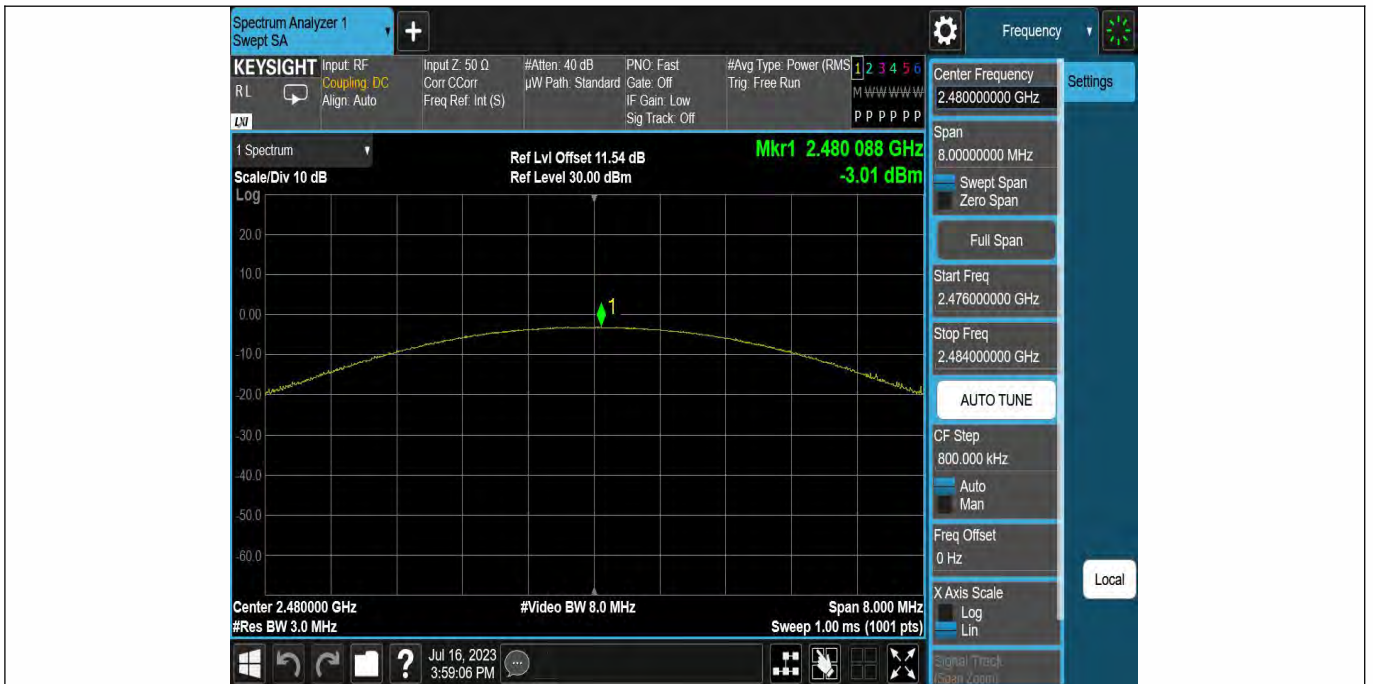 Spectrum Analyzer 1
Swept SA
+
Frequency
KEYSIGHT
RL
LXI
Input: RF
Coupling: DC
Align: Auto
Input Z: 50 Ω
Corr CCorr
Freq Ref: Int (S)
#Atten: 40 dB
µW Path: Standard
PNO: Fast
Gate: Off
IF Gain: Low
Sig Track: Off
#Avg Type: Power (RMS
Trig: Free Run
1 2 3 4 5 6
M W W W W W
P P P P P P
1 Spectrum
Scale/Div 10 dB
Log
Ref Lvl Offset 11.54 dB
Ref Level 30.00 dBm
Mkr1 2.480 088 GHz
-3.01 dBm
20.0
10.0
0.00
1
-10.0
-20.0
-30.0
-40.0
-50.0
-60.0
Center 2.480000 GHz
#Res BW 3.0 MHz
#Video BW 8.0 MHz
Span 8.000 MHz
Sweep 1.00 ms (1001 pts)
Center Frequency
2.480000000 GHz
Settings
Span
8.00000000 MHz
Swept Span
Zero Span
Full Span
Start Freq
2.476000000 GHz
Stop Freq
2.484000000 GHz
AUTO TUNE
CF Step
800.000 kHz
Auto
Man
Freq Offset
0 Hz
Local
X Axis Scale
Log
Lin
Signal Track
(Span Zoom)
?
Jul 16, 2023
3:59:06 PM